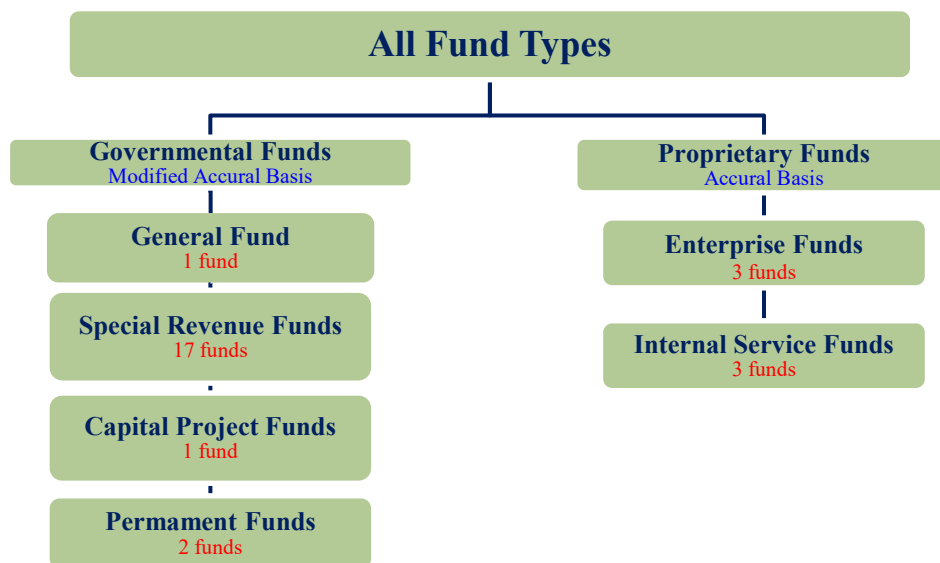 All Fund Types
Governmental Funds
Modified Accural Basis
General Fund
1 fund
Special Revenue Funds
17 funds
Capital Project Funds
1 fund
Permament Funds
2 funds
Proprietary Funds
Accural Basis
Enterprise Funds
3 funds
Internal Service Funds
3 funds